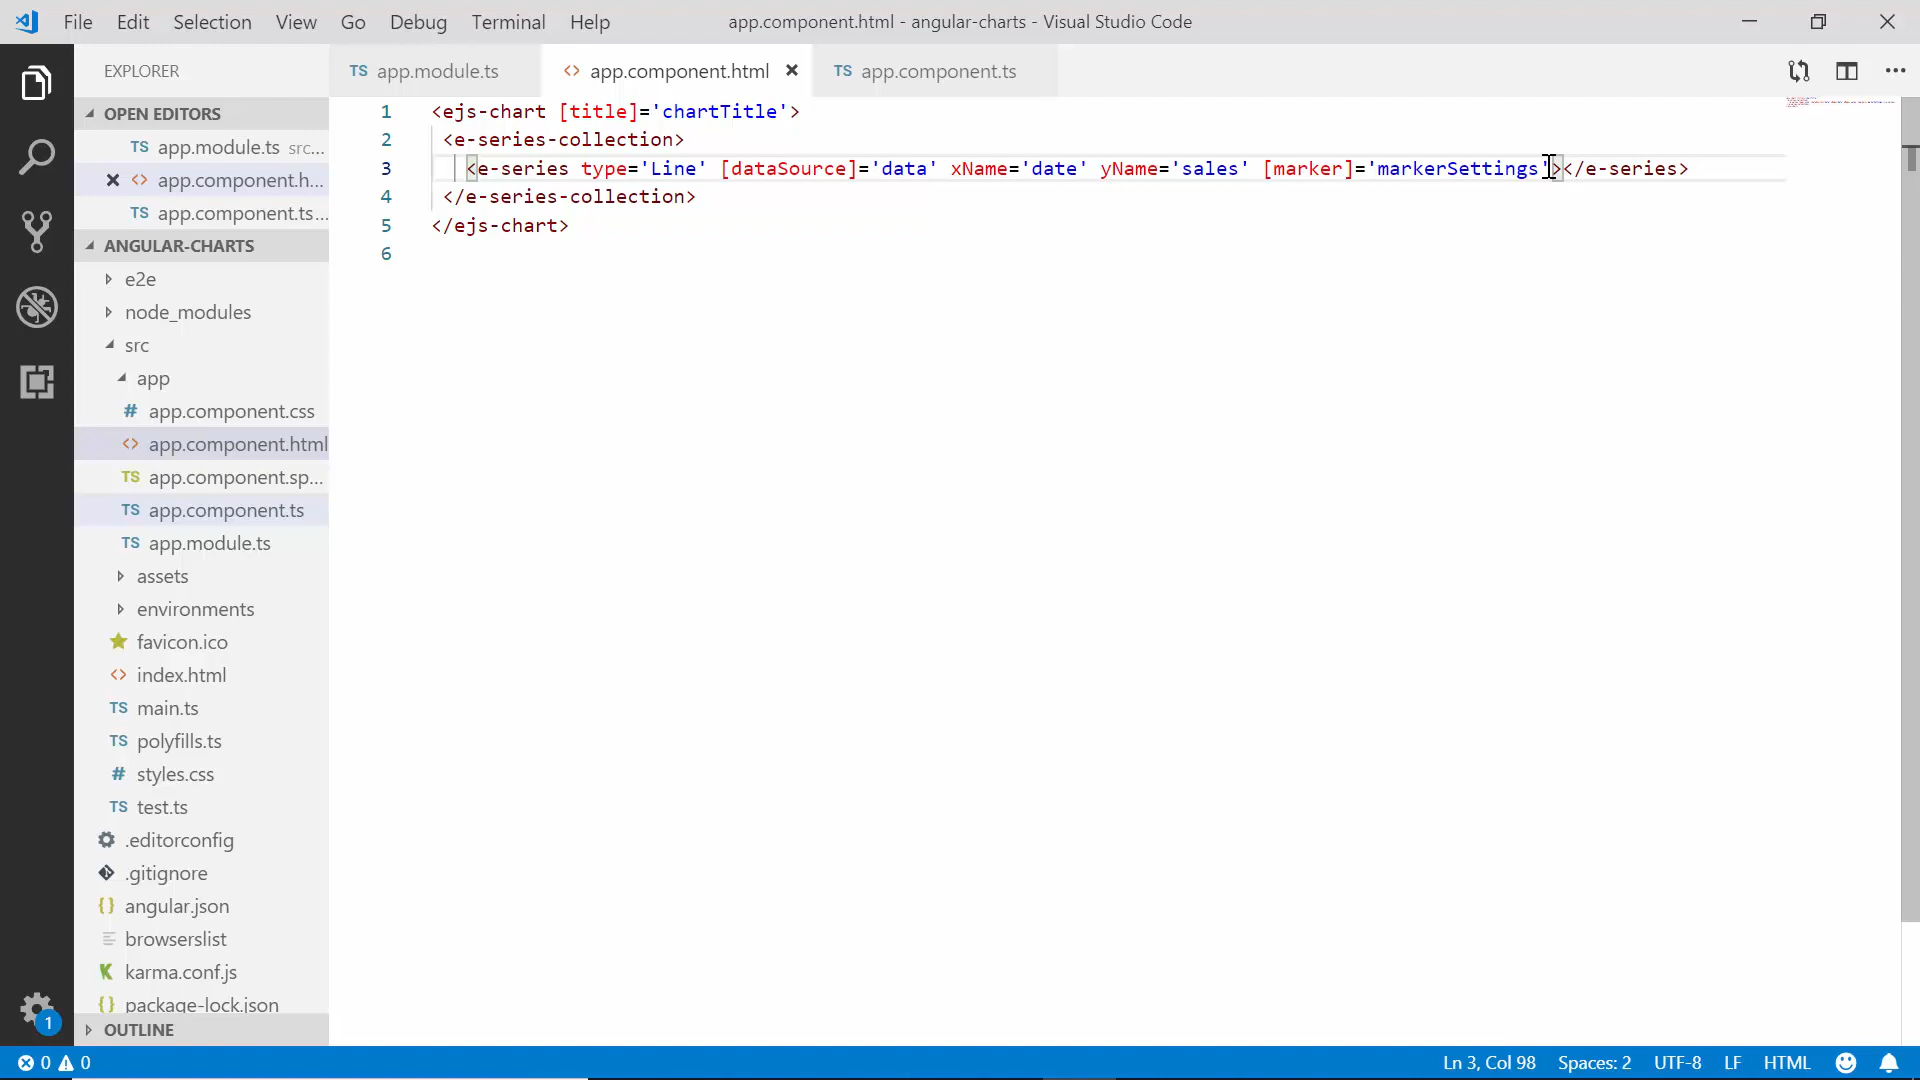 File Edit Selection View Go Debug Terminal Help
app.component.html - angular-charts - Visual Studio Code
EXPLORER
OPEN EDITORS
TS app.module.ts src...
<> app.component.h...
TS app.component.ts...
ANGULAR-CHARTS
e2e
node_modules
src
app
# app.component.css
<> app.component.html
TS app.component.sp...
TS app.component.ts
TS app.module.ts
assets
environments
favicon.ico
<> index.html
TS main.ts
TS polyfills.ts
# styles.css
TS test.ts
.editorconfig
.gitignore
{} angular.json
browserslist
K karma.conf.js
{} package-lock.json
OUTLINE
1
TS app.module.ts
<> app.component.html
TS app.component.ts
1 <ejs-chart [title]='chartTitle'>
2 <e-series-collection>
3 <e-series type='Line' [dataSource]='data' xName='date' yName='sales' [marker]='markerSettings'></e-series>
4 </e-series-collection>
5 </ejs-chart>
6
0 0
Ln 3, Col 98 Spaces: 2 UTF-8 LF HTML